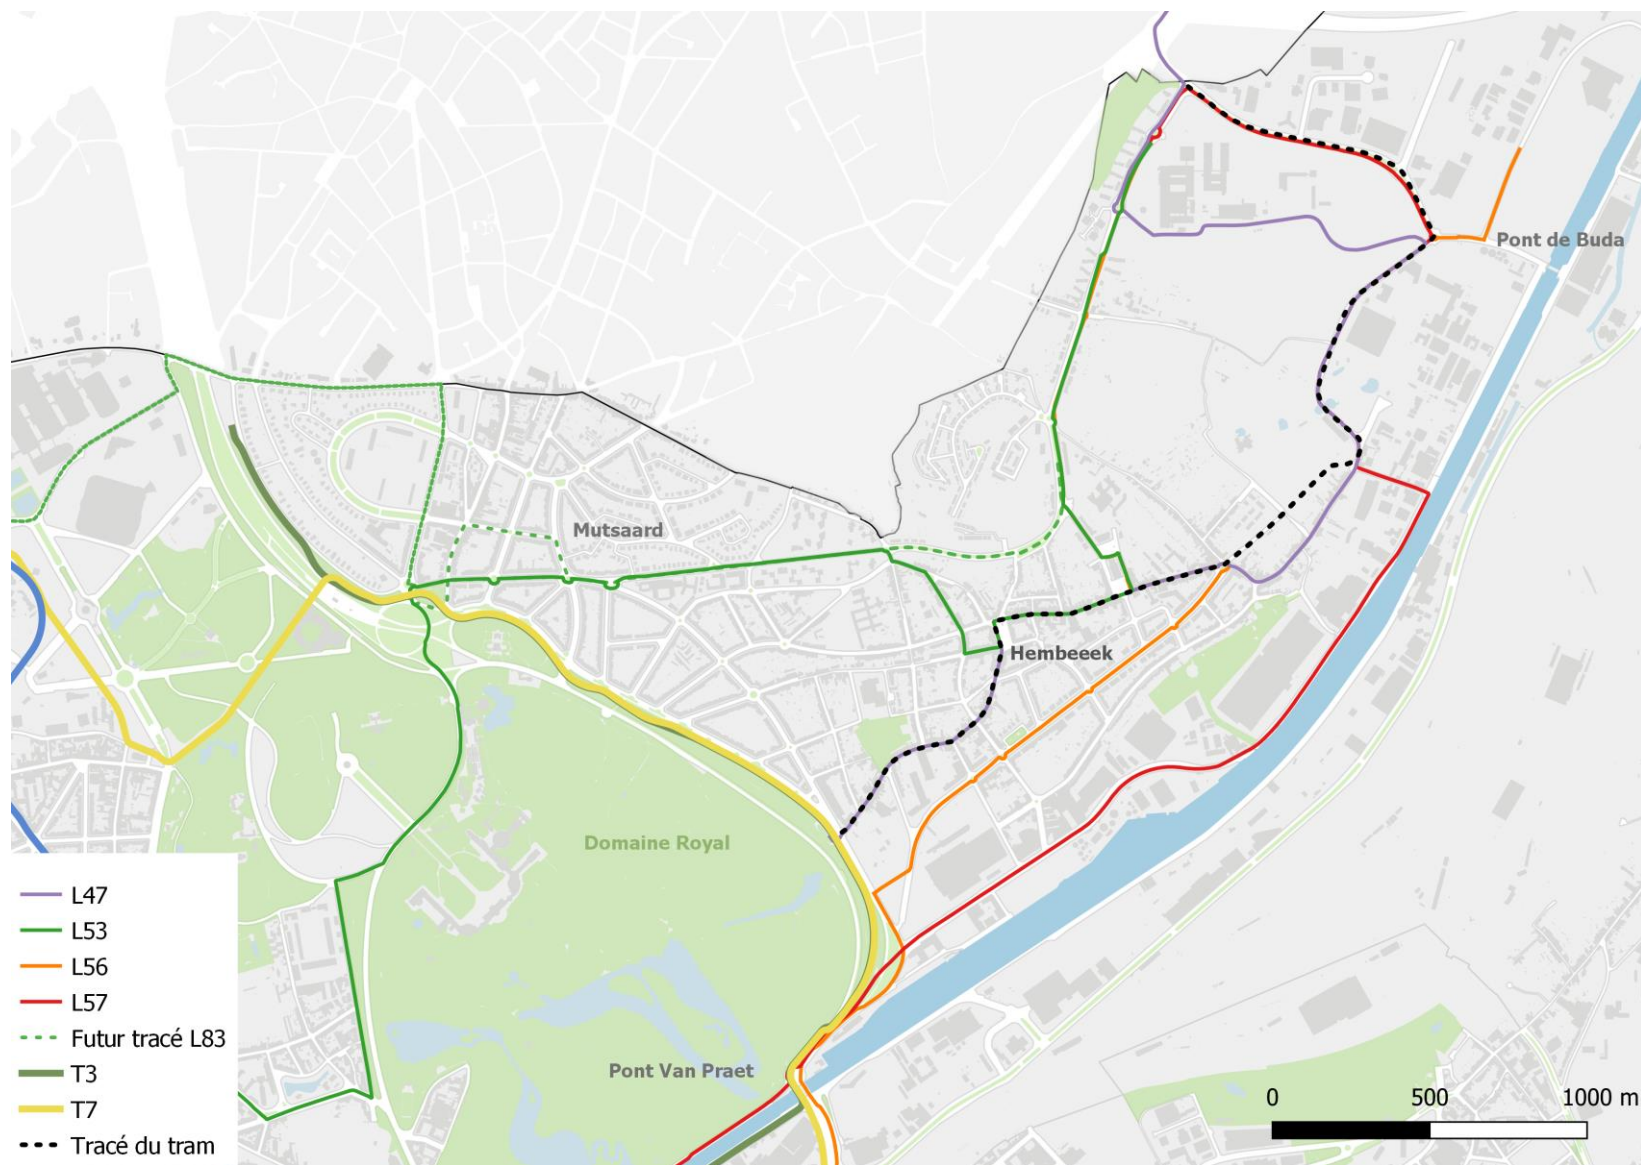 Pont de Buda
Mutsaard
Hembeeek
Domaine Royal
Pont Van Praet
L47
L53
L56
L57
Futur tracé L83
T3
T7
Tracé du tram
0 500 1000 m